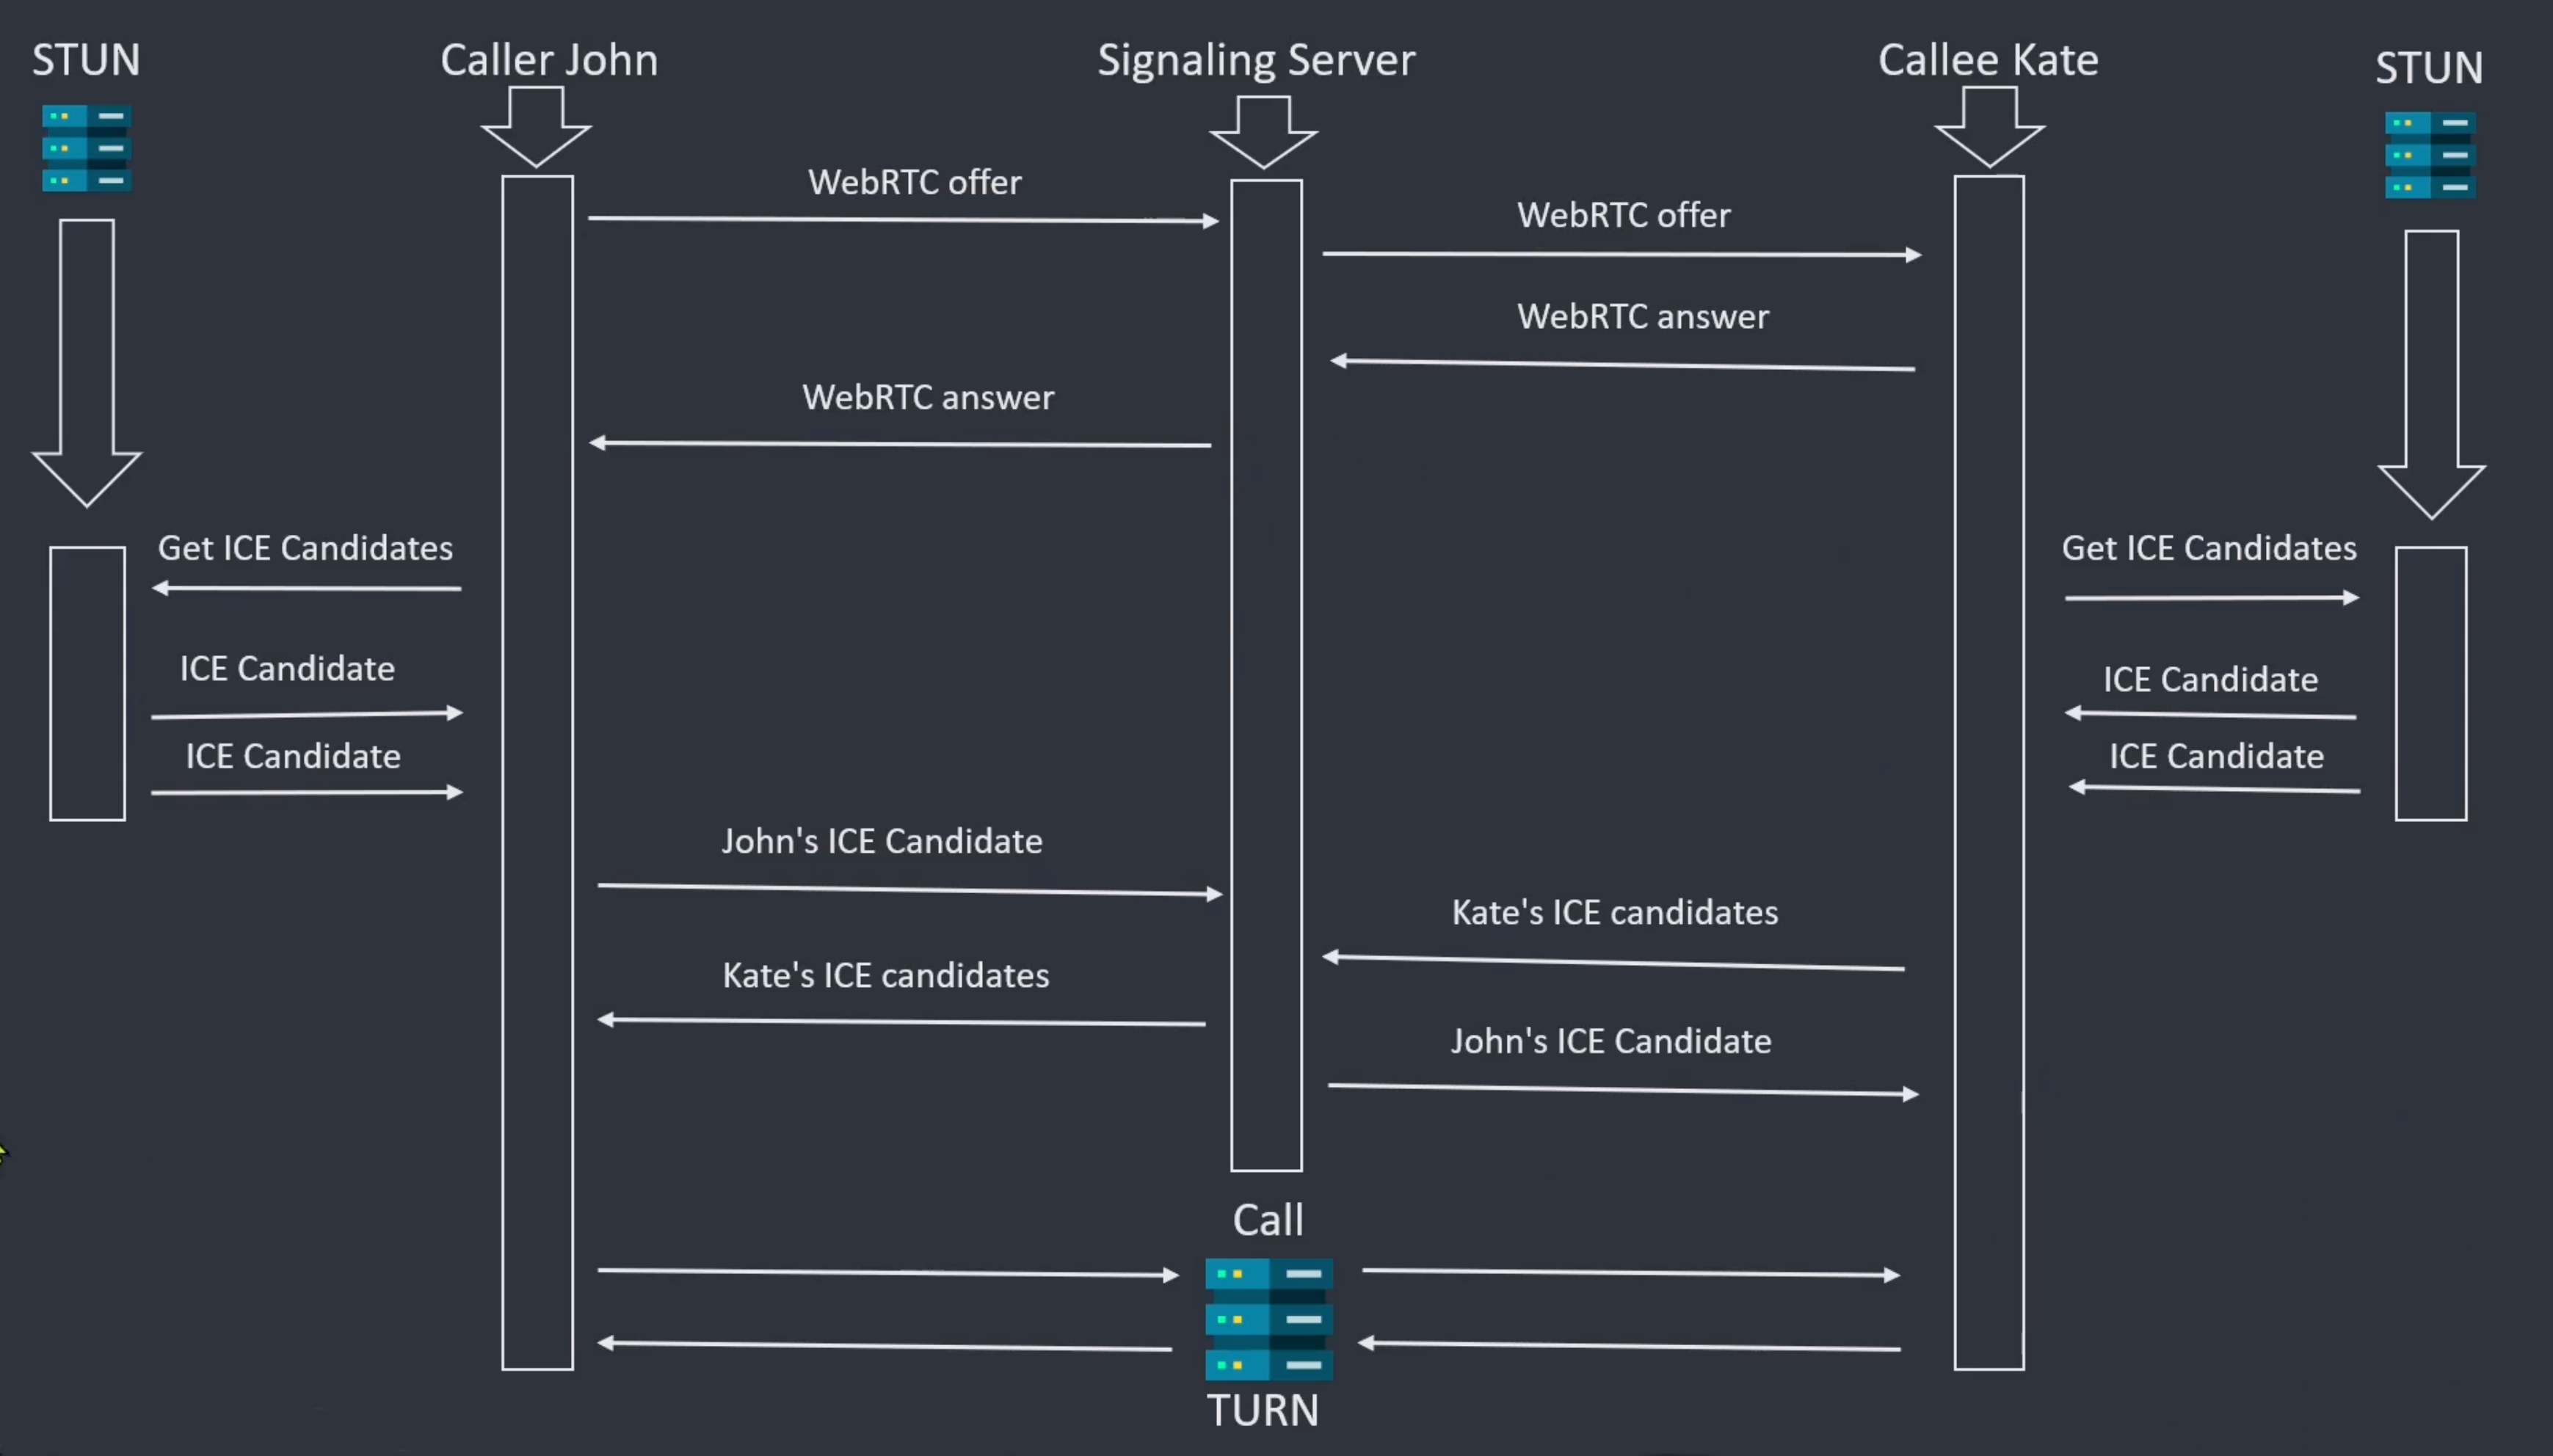 STUN
Caller John
Signaling Server
Callee Kate
STUN
WebRTC offer
WebRTC offer
WebRTC answer
WebRTC answer
Get ICE Candidates
Get ICE Candidates
ICE Candidate
ICE Candidate
ICE Candidate
ICE Candidate
John's ICE Candidate
Kate's ICE candidates
Kate's ICE candidates
John's ICE Candidate
Call
TURN